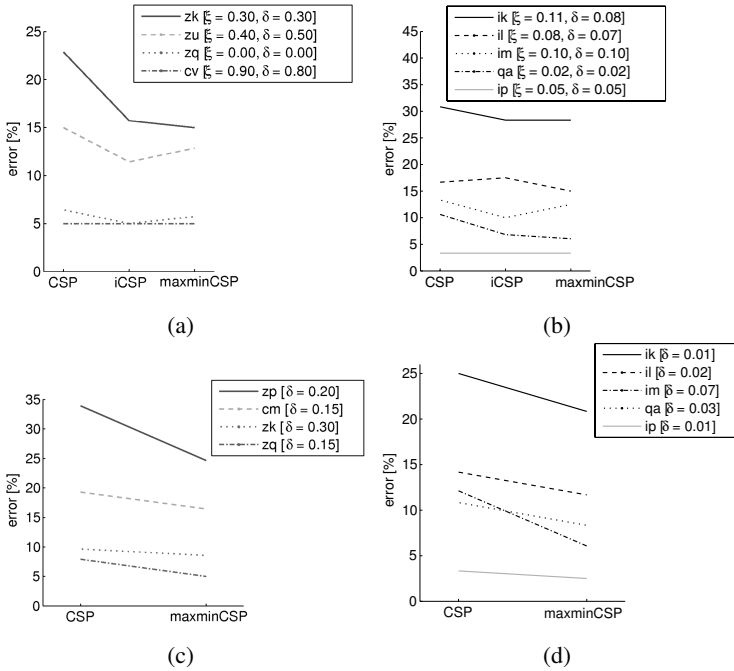 zk [ξ = 0.30, δ = 0.30]
zu [ξ = 0.40, δ = 0.50]
zq [ξ = 0.00, δ = 0.00]
cv [ξ = 0.90, δ = 0.80]
25
20
15
10
5
0
error [%]
CSP iCSP maxminCSP
(a)
ik [ξ = 0.11, δ = 0.08]
il [ξ = 0.08, δ = 0.07]
im [ξ = 0.10, δ = 0.10]
qa [ξ = 0.02, δ = 0.02]
ip [ξ = 0.05, δ = 0.05]
45
40
35
30
25
20
15
10
5
0
error [%]
CSP iCSP maxminCSP
(b)
zp [δ = 0.20]
cm [δ = 0.15]
zk [δ = 0.30]
zq [δ = 0.15]
35
30
25
20
15
10
5
0
error [%]
CSP maxminCSP
(c)
ik [δ = 0.01]
il [δ = 0.02]
im [δ = 0.07]
qa [δ = 0.03]
ip [δ = 0.01]
25
20
15
10
5
0
error [%]
CSP maxminCSP
(d)